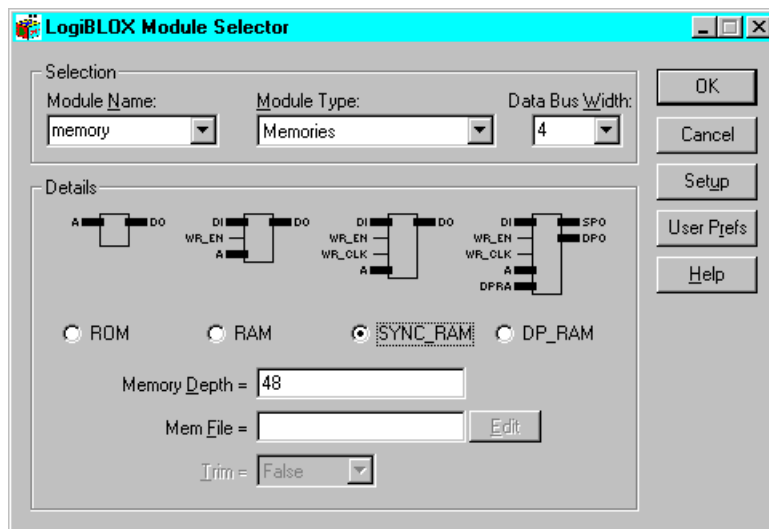 LogiBLOX Module Selector
Selection
Module Name: Module Type: Data Bus Width:
memory Memories 4
OK
Cancel
Setup
User Prefs
Help
Details
A DO DI DO DI DO DI SPO
WR_EN WR_EN WR_EN DPO
A WR_CLK WR_CLK
A A
DPRA
ROM RAM SYNC_RAM DP_RAM
Memory Depth = 48
Mem File = Edit
Trim = False